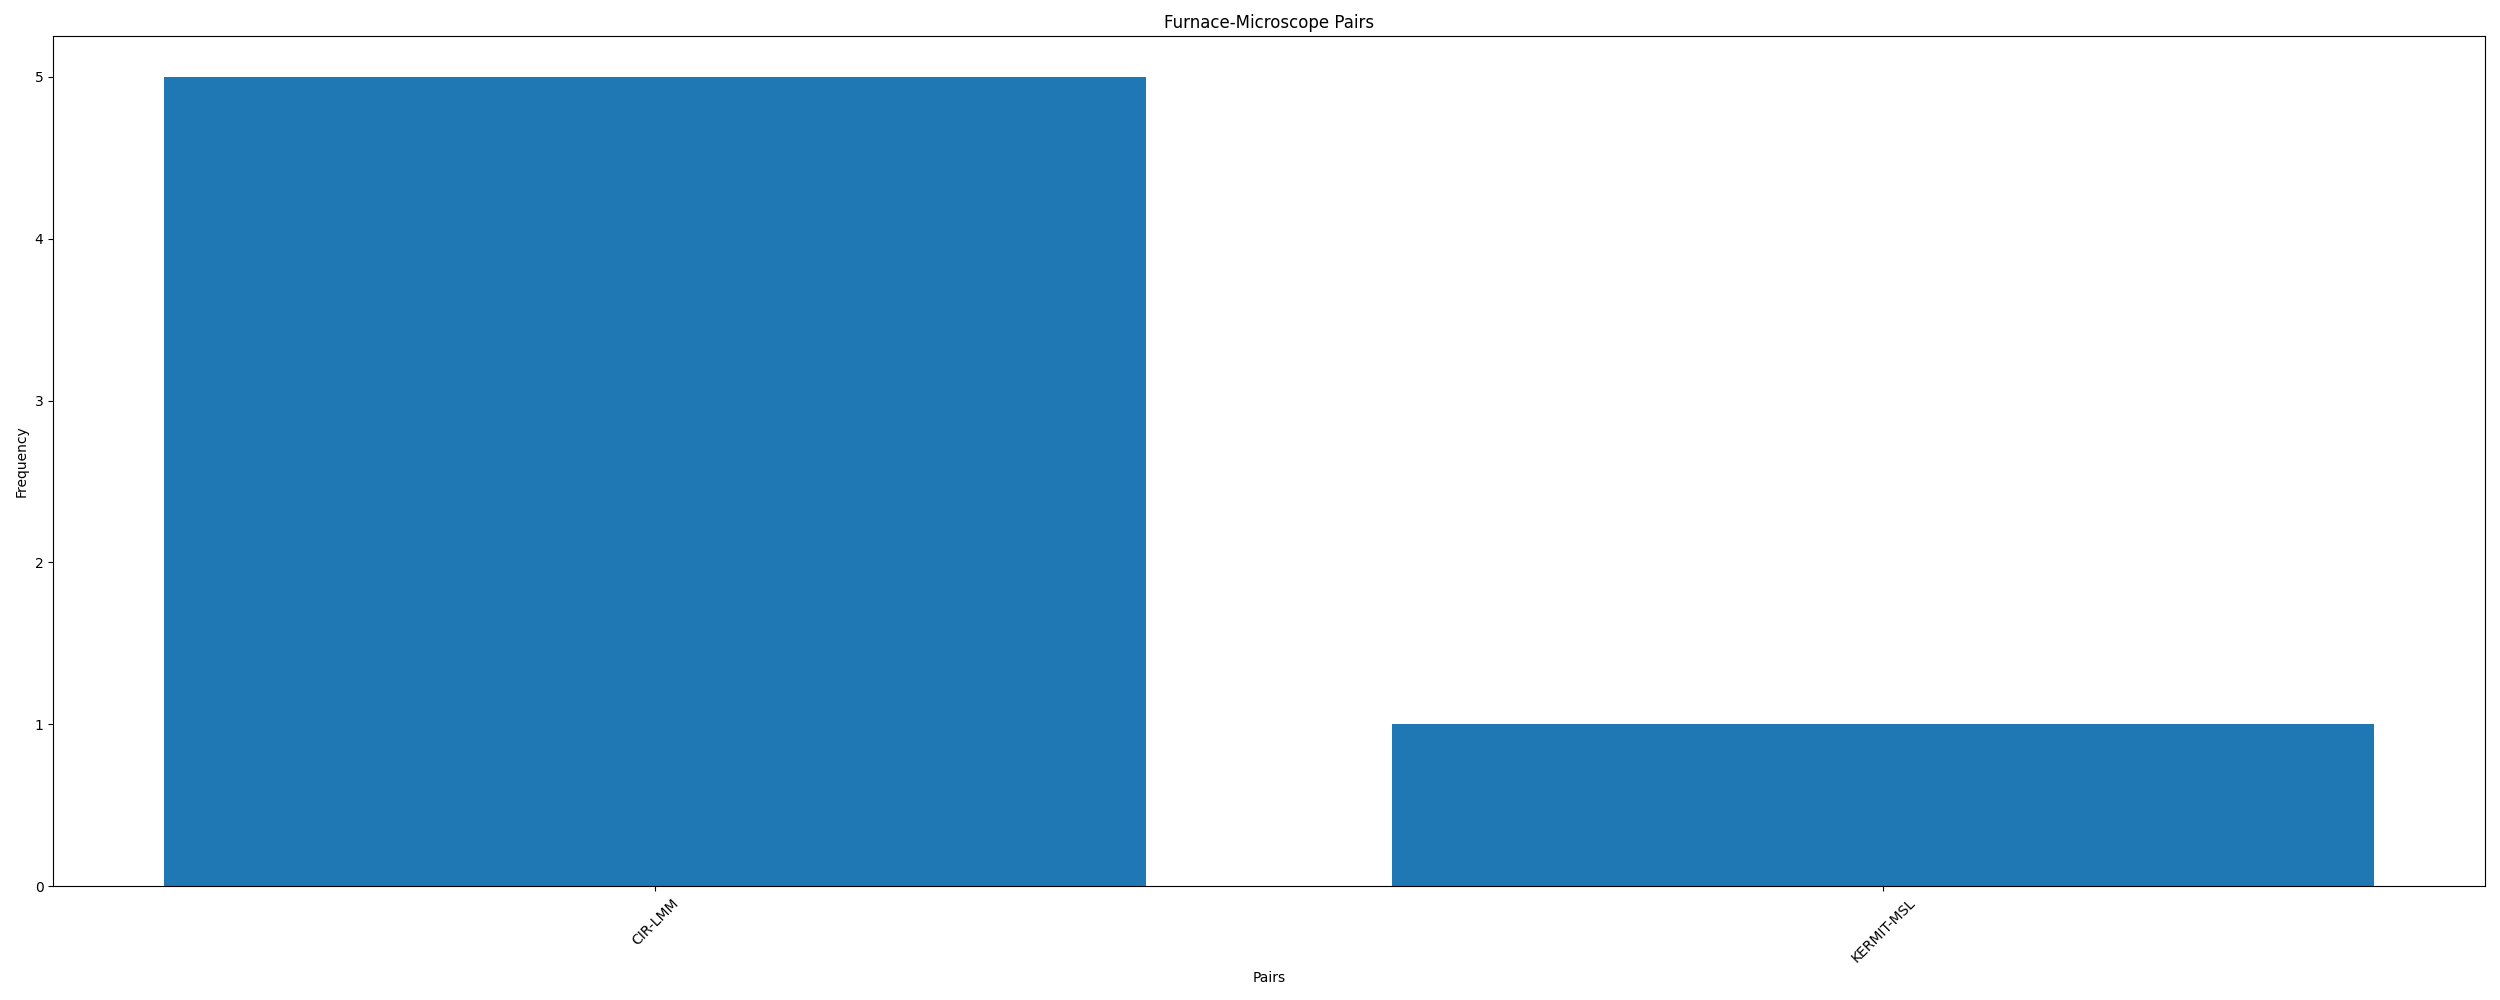 Furnace-Microscope Pairs
5
4
3
2
1
0
Frequency
CIR-LMM
KERMIT-MSL
Pairs